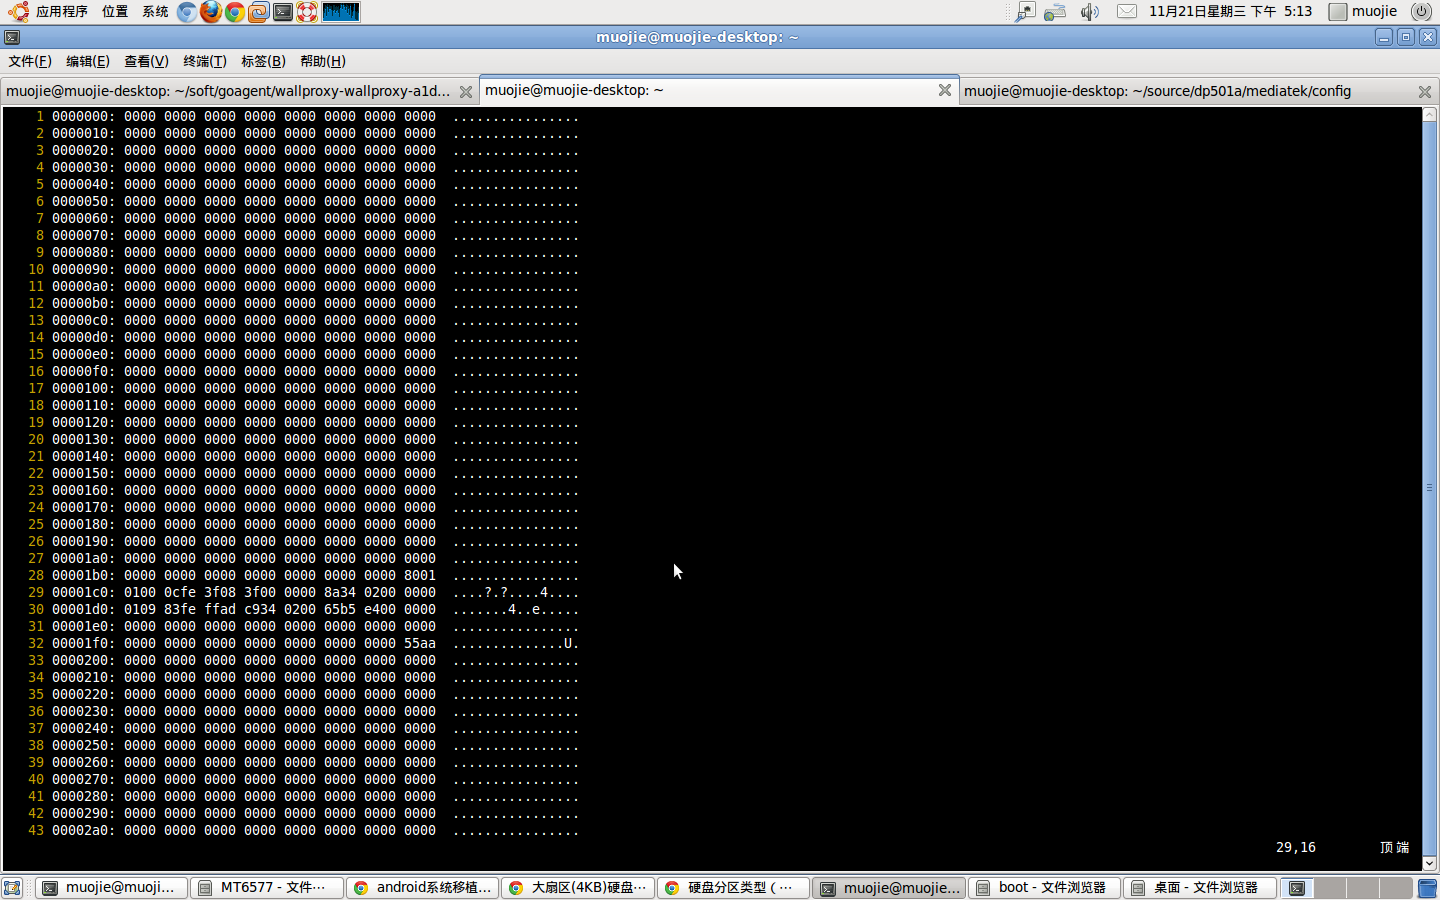 应用程序 位置 系统 11月21日星期三 下午 5:13 muojie
muojie@muojie-desktop: ~
文件(F) 编辑(E) 查看(V) 终端(T) 标签(B) 帮助(H)
muojie@muojie-desktop: ~/soft/goagent/wallproxy-wallproxy-a1d... muojie@muojie-desktop: ~ muojie@muojie-desktop: ~/source/dp501a/mediatek/config
1 0000000: 0000 0000 0000 0000 0000 0000 0000 0000 ................
2 0000010: 0000 0000 0000 0000 0000 0000 0000 0000 ................
3 0000020: 0000 0000 0000 0000 0000 0000 0000 0000 ................
4 0000030: 0000 0000 0000 0000 0000 0000 0000 0000 ................
5 0000040: 0000 0000 0000 0000 0000 0000 0000 0000 ................
6 0000050: 0000 0000 0000 0000 0000 0000 0000 0000 ................
7 0000060: 0000 0000 0000 0000 0000 0000 0000 0000 ................
8 0000070: 0000 0000 0000 0000 0000 0000 0000 0000 ................
9 0000080: 0000 0000 0000 0000 0000 0000 0000 0000 ................
10 0000090: 0000 0000 0000 0000 0000 0000 0000 0000 ................
11 00000a0: 0000 0000 0000 0000 0000 0000 0000 0000 ................
12 00000b0: 0000 0000 0000 0000 0000 0000 0000 0000 ................
13 00000c0: 0000 0000 0000 0000 0000 0000 0000 0000 ................
14 00000d0: 0000 0000 0000 0000 0000 0000 0000 0000 ................
15 00000e0: 0000 0000 0000 0000 0000 0000 0000 0000 ................
16 00000f0: 0000 0000 0000 0000 0000 0000 0000 0000 ................
17 0000100: 0000 0000 0000 0000 0000 0000 0000 0000 ................
18 0000110: 0000 0000 0000 0000 0000 0000 0000 0000 ................
19 0000120: 0000 0000 0000 0000 0000 0000 0000 0000 ................
20 0000130: 0000 0000 0000 0000 0000 0000 0000 0000 ................
21 0000140: 0000 0000 0000 0000 0000 0000 0000 0000 ................
22 0000150: 0000 0000 0000 0000 0000 0000 0000 0000 ................
23 0000160: 0000 0000 0000 0000 0000 0000 0000 0000 ................
24 0000170: 0000 0000 0000 0000 0000 0000 0000 0000 ................
25 0000180: 0000 0000 0000 0000 0000 0000 0000 0000 ................
26 0000190: 0000 0000 0000 0000 0000 0000 0000 0000 ................
27 00001a0: 0000 0000 0000 0000 0000 0000 0000 0000 ................
28 00001b0: 0000 0000 0000 0000 0000 0000 0000 8001 ................
29 00001c0: 0100 0cfe 3f08 3f00 0000 8a34 0200 0000 ....?.?....4....
30 00001d0: 0109 83fe ffad c934 0200 65b5 e400 0000 .......4..e.....
31 00001e0: 0000 0000 0000 0000 0000 0000 0000 0000 ................
32 00001f0: 0000 0000 0000 0000 0000 0000 0000 55aa ..............U.
33 0000200: 0000 0000 0000 0000 0000 0000 0000 0000 ................
34 0000210: 0000 0000 0000 0000 0000 0000 0000 0000 ................
35 0000220: 0000 0000 0000 0000 0000 0000 0000 0000 ................
36 0000230: 0000 0000 0000 0000 0000 0000 0000 0000 ................
37 0000240: 0000 0000 0000 0000 0000 0000 0000 0000 ................
38 0000250: 0000 0000 0000 0000 0000 0000 0000 0000 ................
39 0000260: 0000 0000 0000 0000 0000 0000 0000 0000 ................
40 0000270: 0000 0000 0000 0000 0000 0000 0000 0000 ................
41 0000280: 0000 0000 0000 0000 0000 0000 0000 0000 ................
42 0000290: 0000 0000 0000 0000 0000 0000 0000 0000 ................
43 00002a0: 0000 0000 0000 0000 0000 0000 0000 0000 ................
29,16 顶端
muojie@muoji... MT6577 - 文件... android系统移植... 大扇区(4KB)硬盘... 硬盘分区类型 (... muojie@muojie... boot - 文件浏览器 桌面 - 文件浏览器